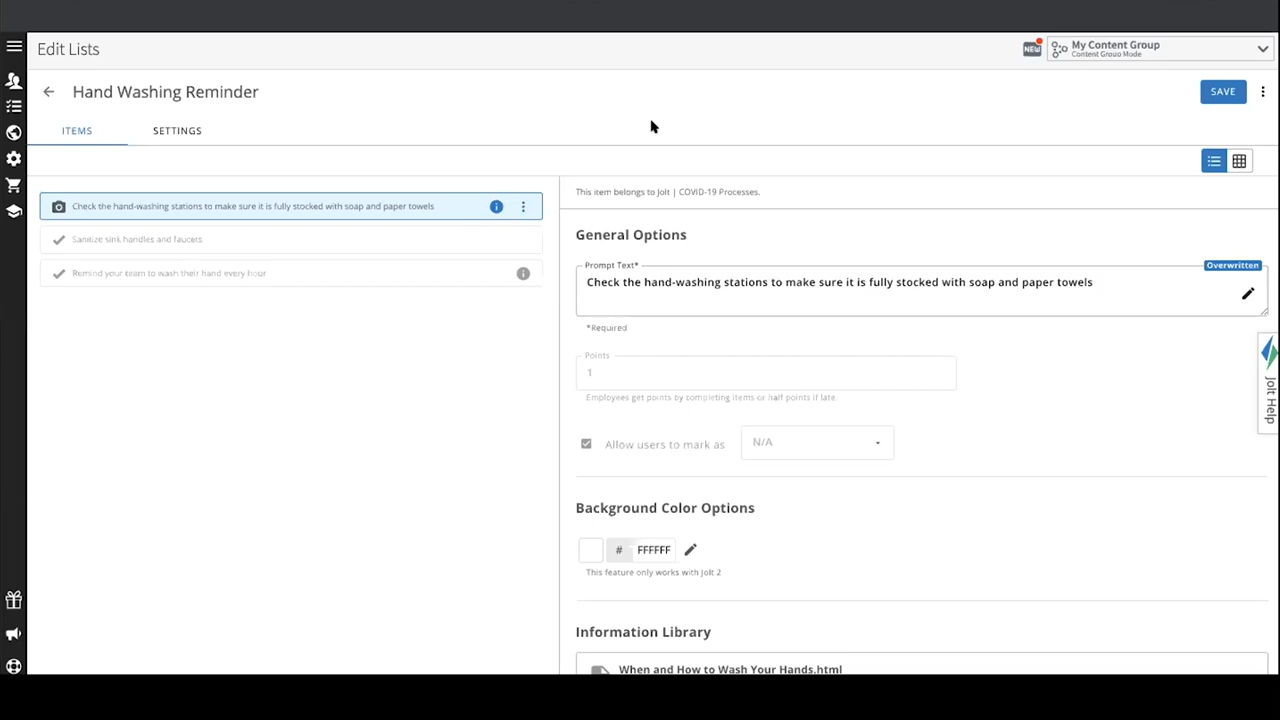 Edit Lists
NEW
My Content Group
Content Group Mode
Hand Washing Reminder
SAVE
ITEMS
SETTINGS
This item belongs to Jolt | COVID-19 Processes.
Check the hand-washing stations to make sure it is fully stocked with soap and paper towels
Sanitize sink handles and faucets
Remind your team to wash their hand every hour
General Options
Prompt Text*
Overwritten
Check the hand-washing stations to make sure it is fully stocked with soap and paper towels
*Required
Points
1
Employees get points by completing items or half points if late.
Allow users to mark as
N/A
Jolt Help
Background Color Options
# FFFFFF
This feature only works with Jolt 2
Information Library
When and How to Wash Your Hands.html